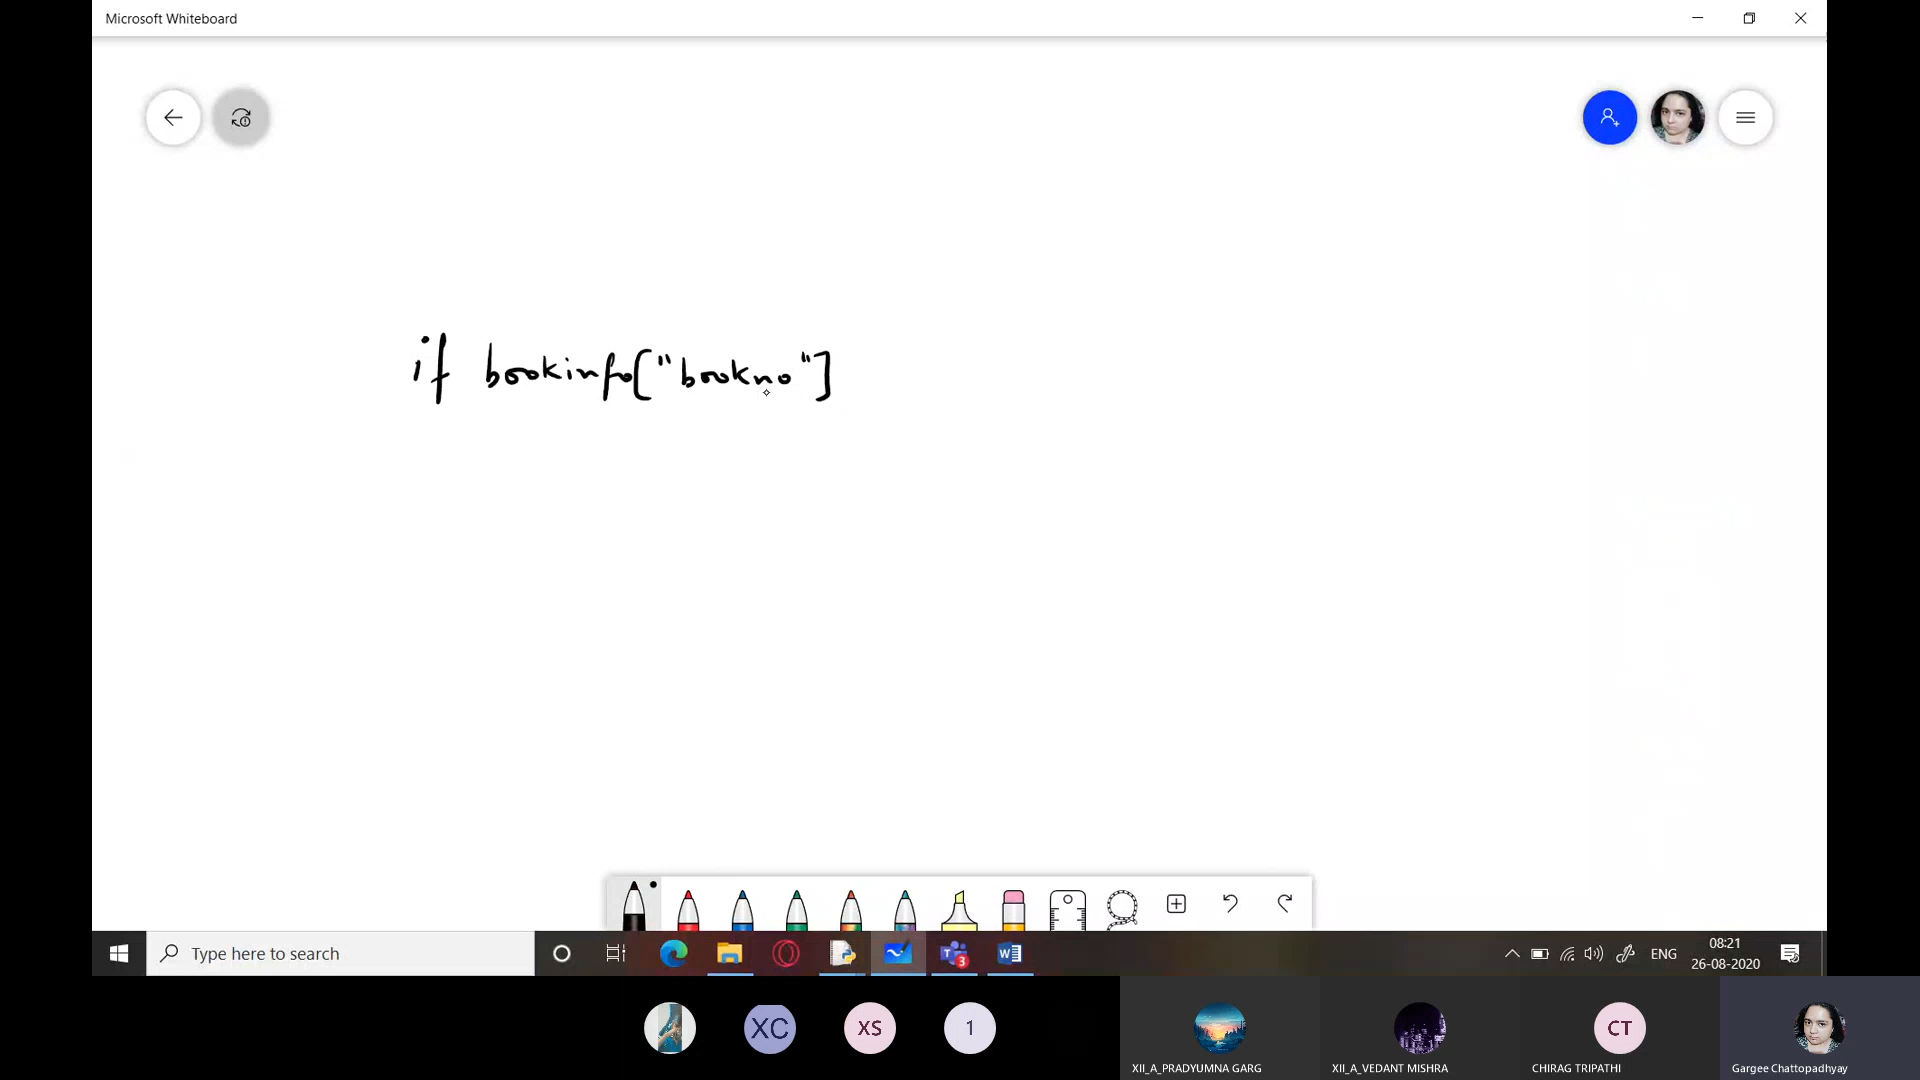 Microsoft Whiteboard
if bookinfo["bookno"]
Type here to search
ENG
08:21
26-08-2020
3
XC
XS
1
CT
XII_A_PRADYUMNA GARG
XII_A_VEDANT MISHRA
CHIRAG TRIPATHI
Gargee Chattopadhyay